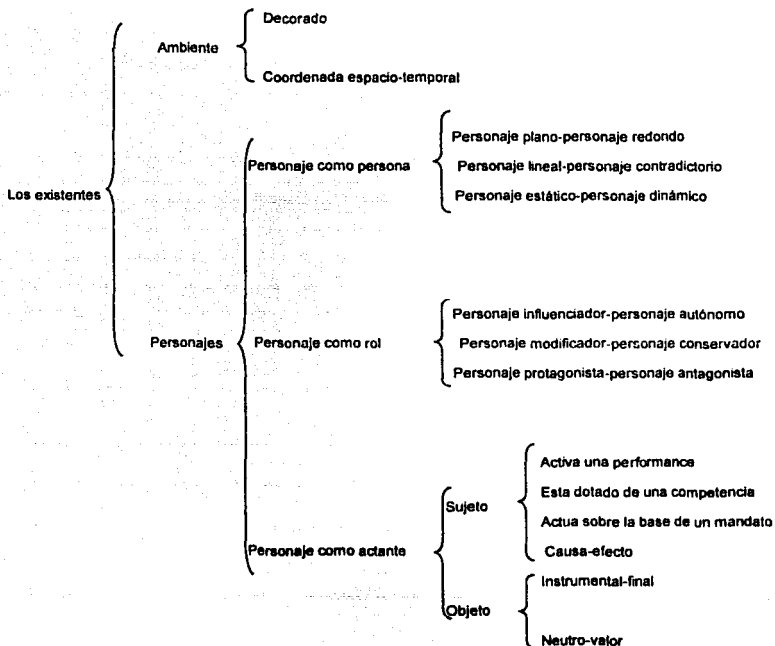 Los existentes
Ambiente
Decorado
Coordenada espacio-temporal
Personajes
Personaje como persona
Personaje plano-personaje redondo
Personaje lineal-personaje contradictorio
Personaje estático-personaje dinámico
Personaje como rol
Personaje influenciador-personaje autónomo
Personaje modificador-personaje conservador
Personaje protagonista-personaje antagonista
Personaje como actante
Sujeto
Activa una performance
Esta dotado de una competencia
Actua sobre la base de un mandato
Causa-efecto
Objeto
Instrumental-final
Neutro-valor